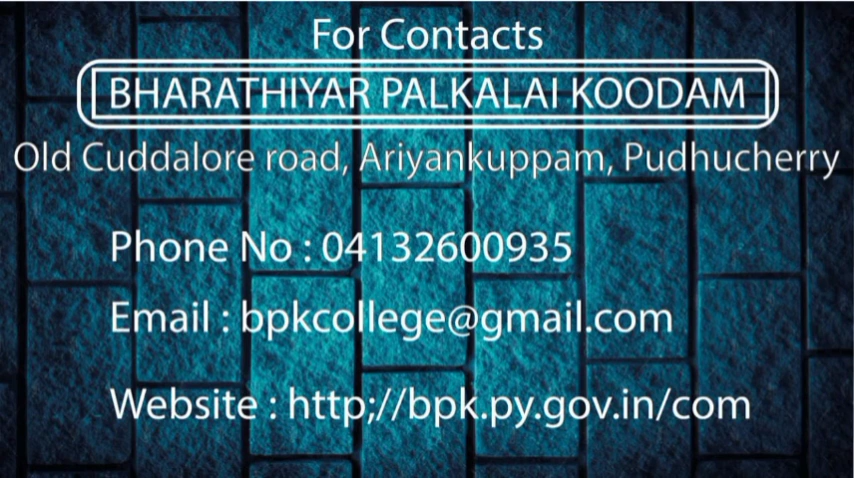 For Contacts
BHARATHIYAR PALKALAI KOODAM
Old Cuddalore road, Ariyankuppam, Pudhucherry
Phone No : 04132600935
Email : bpkcollege@gmail.com
Website : http;//bpk.py.gov.in/com